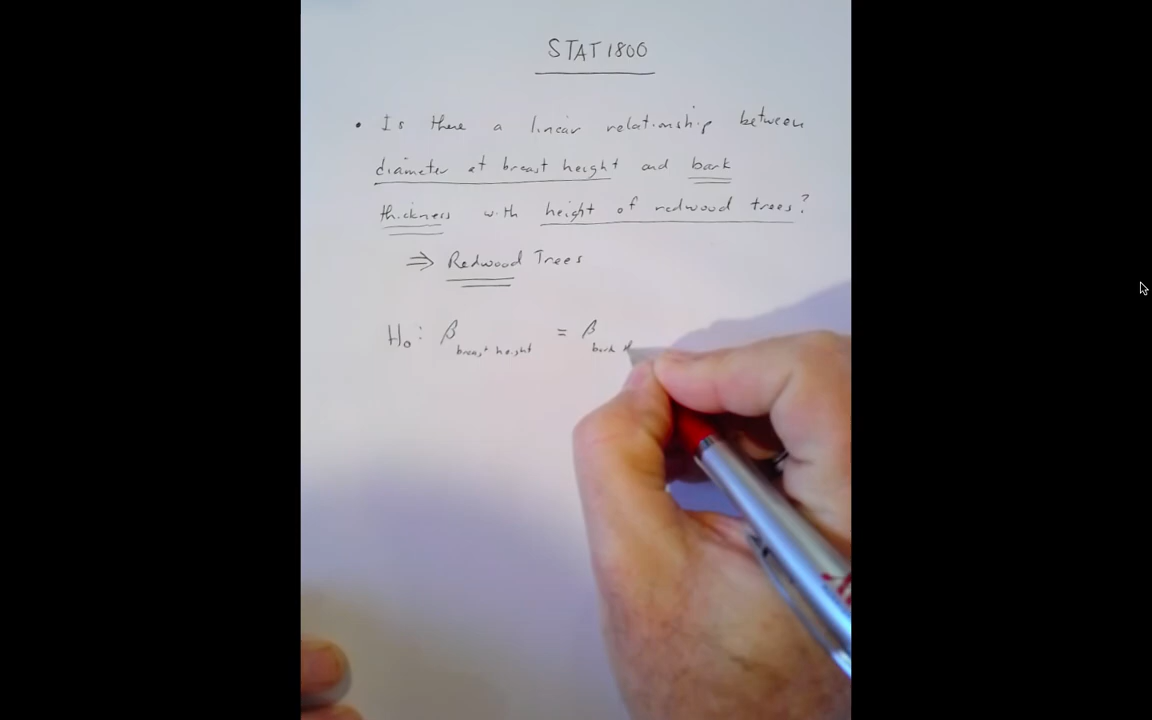 STAT 1800
• Is there a linear relationship between
diameter at breast height and bark
thickness with height of redwood trees?
⇒ Redwood Trees
H₀: β breast height = β bark